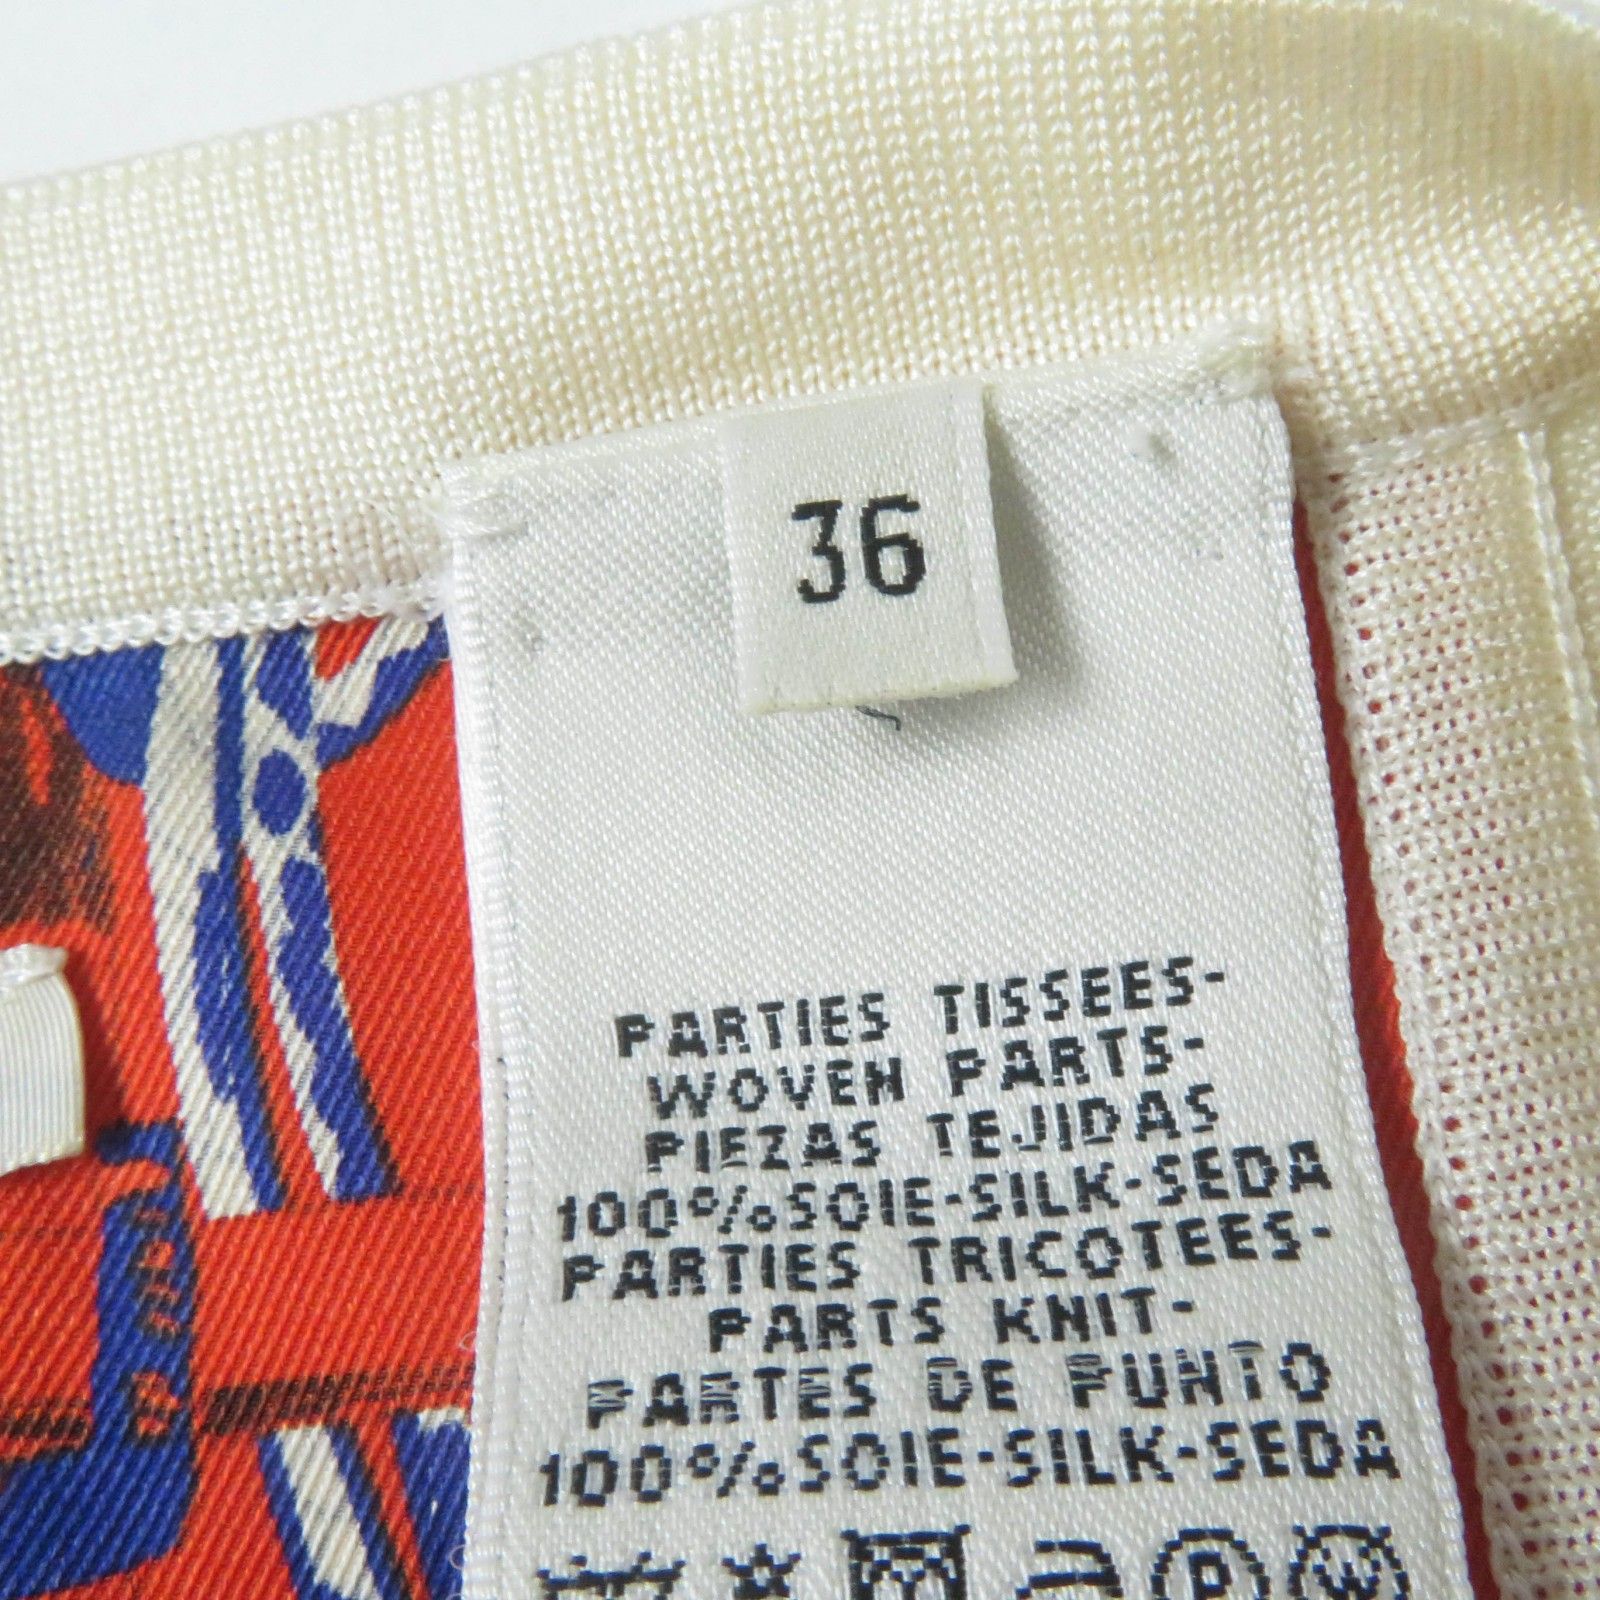 36
PARTIES TISSEES-
WOVEN PARTS-
PIEZAS TEJIDAS
100%SOIE-SILK-SEDA
PARTIES TRICOTEES-
PARTS KNIT-
PARTES DE PUNTO
100%SOIE-SILK-SEDA
P W